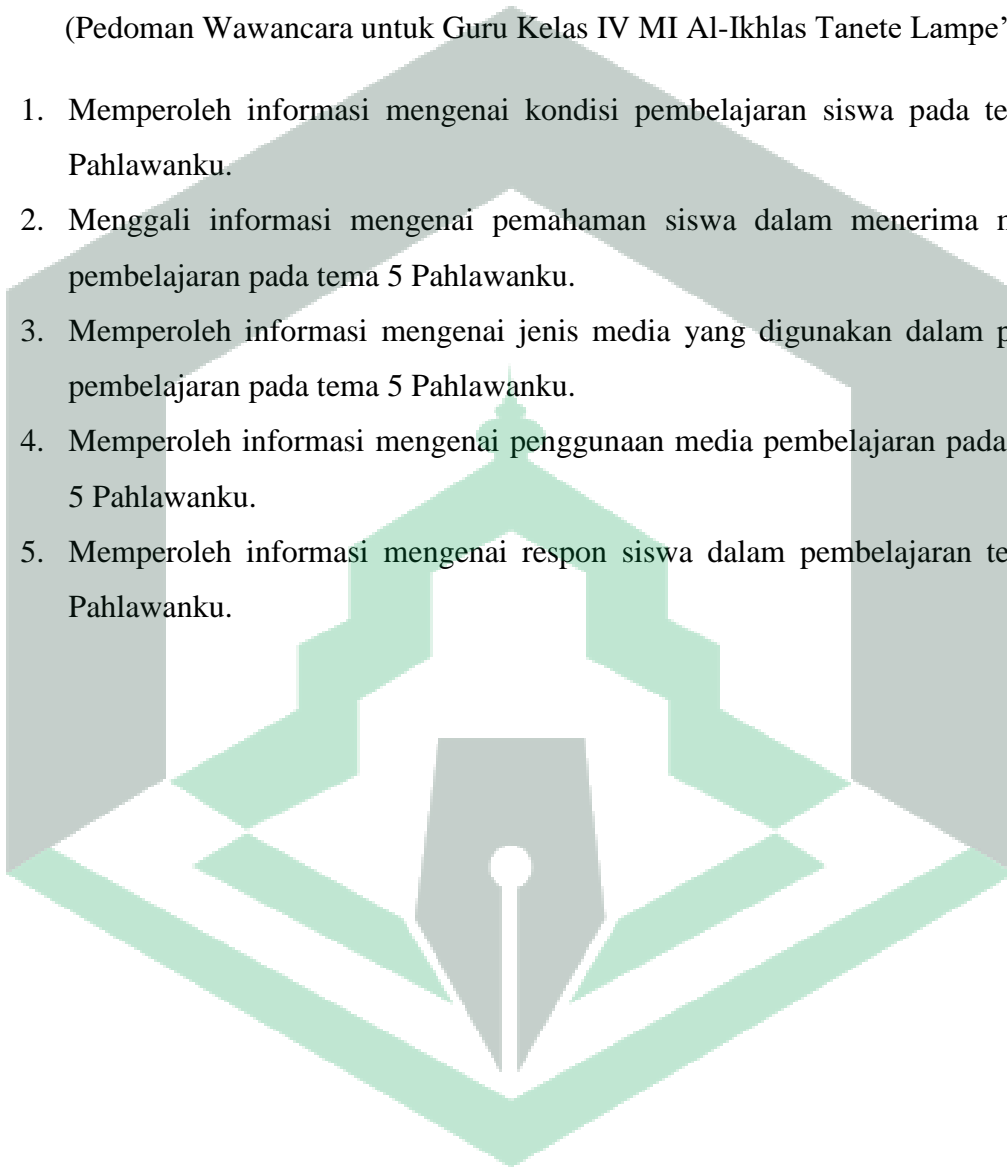 (Pedoman Wawancara untuk Guru Kelas IV MI Al-Ikhlas Tanete Lampe’
1. Memperoleh informasi mengenai kondisi pembelajaran siswa pada
Pahlawanku.
2. Menggali informasi mengenai pemahaman siswa dalam menerima
pembelajaran pada tema 5 Pahlawanku.
3. Memperoleh informasi mengenai jenis media yang digunakan dalam
pembelajaran pada tema 5 Pahlawanku.
4. Memperoleh informasi mengenai penggunaan media pembelajaran pada
5 Pahlawanku.
5. Memperoleh informasi mengenai respon siswa dalam pembelajaran
Pahlawanku.